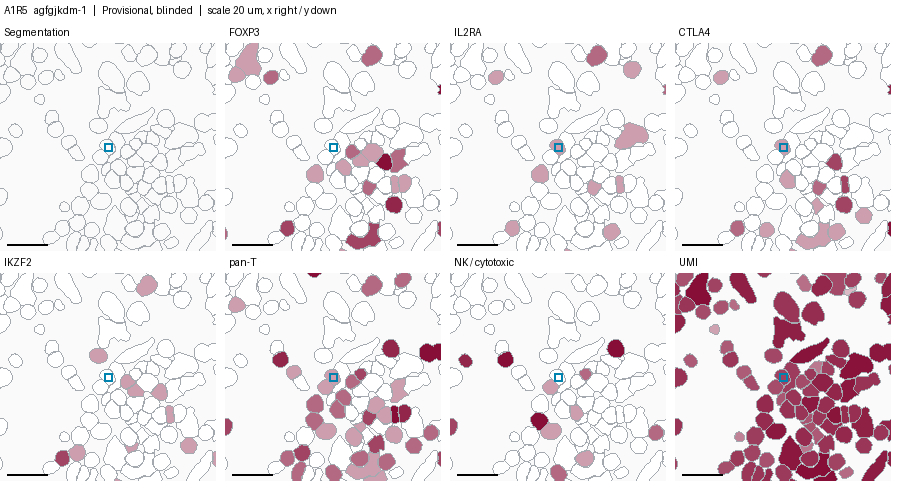 A1R5 agfgjkdm-1 | Provisional, blinded | scale 20 um, x right / y down
Segmentation FOXP3 IL2RA CTLA4
IKZF2 pan-T NK / cytotoxic UMI